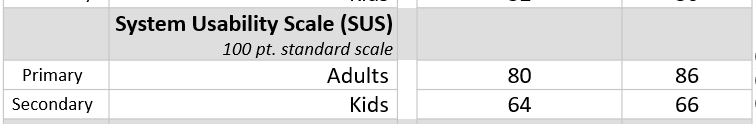 System Usability Scale (SUS)
100 pt. standard scale
Primary Adults 80 86
Secondary Kids 64 66